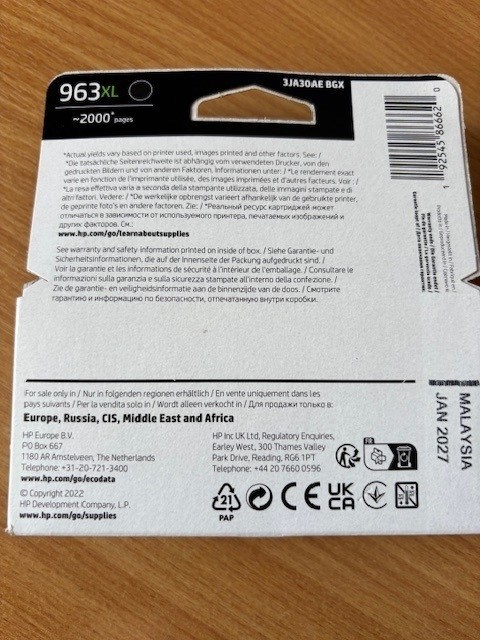 963XL
~2000* pages
3JA30AE BGX
*Actual yields vary based on printer used, images printed and other factors. See: /
*Die tatsächliche Seitenreichweite ist abhängig vom verwendeten Drucker, von den
gedruckten Bildern und von anderen Faktoren. Informationen unter: / *Le rendement exact
varie en fonction de l'imprimante utilisée, des images imprimées et d'autres facteurs. Voir : /
*La resa effettiva varia a seconda della stampante utilizzata, delle immagini stampate e di
altri fattori. Vedere: / *De werkelijke opbrengst varieert afhankelijk van de gebruikte printer,
de geprinte foto's en andere factoren. Zie: / *Реальный ресурс картриджей может
отличаться в зависимости от используемого принтера, печатаемых изображений и
других факторов. См.:
www.hp.com/go/learnaboutsupplies
See warranty and safety information printed on inside of box. / Siehe Garantie- und
Sicherheitsinformationen, die auf der Innenseite der Packung aufgedruckt sind. /
Voir la garantie et les informations de sécurité à l'intérieur de l'emballage. / Consultare le
informazioni sulla garanzia e sulla sicurezza stampate all'interno della confezione. /
Zie de garantie- en veiligheidsinformatie aan de binnenzijde van de doos. / Смотрите
гарантию и информацию по безопасности, отпечатанную внутри коробки.
1 92545 86662 0
For sale only in / Nur in folgenden regionen erhältlich / En vente uniquement dans les
pays suivants / Per la vendita solo in / Wordt alleen verkocht in / Для продажи только в:
Europe, Russia, CIS, Middle East and Africa
HP Europe B.V.
PO Box 667
1180 AR Amstelveen, The Netherlands
Telephone: +31-20-721-3400
www.hp.com/go/ecodata
© Copyright 2022
HP Development Company, L.P.
www.hp.com/go/supplies
HP Inc UK Ltd, Regulatory Enquiries,
Earley West, 300 Thames Valley
Park Drive, Reading, RG6 1PT
Telephone: +44 20 7660 0596
FR
21
PAP
CE
UK
CA
MALAYSIA
JAN 2027